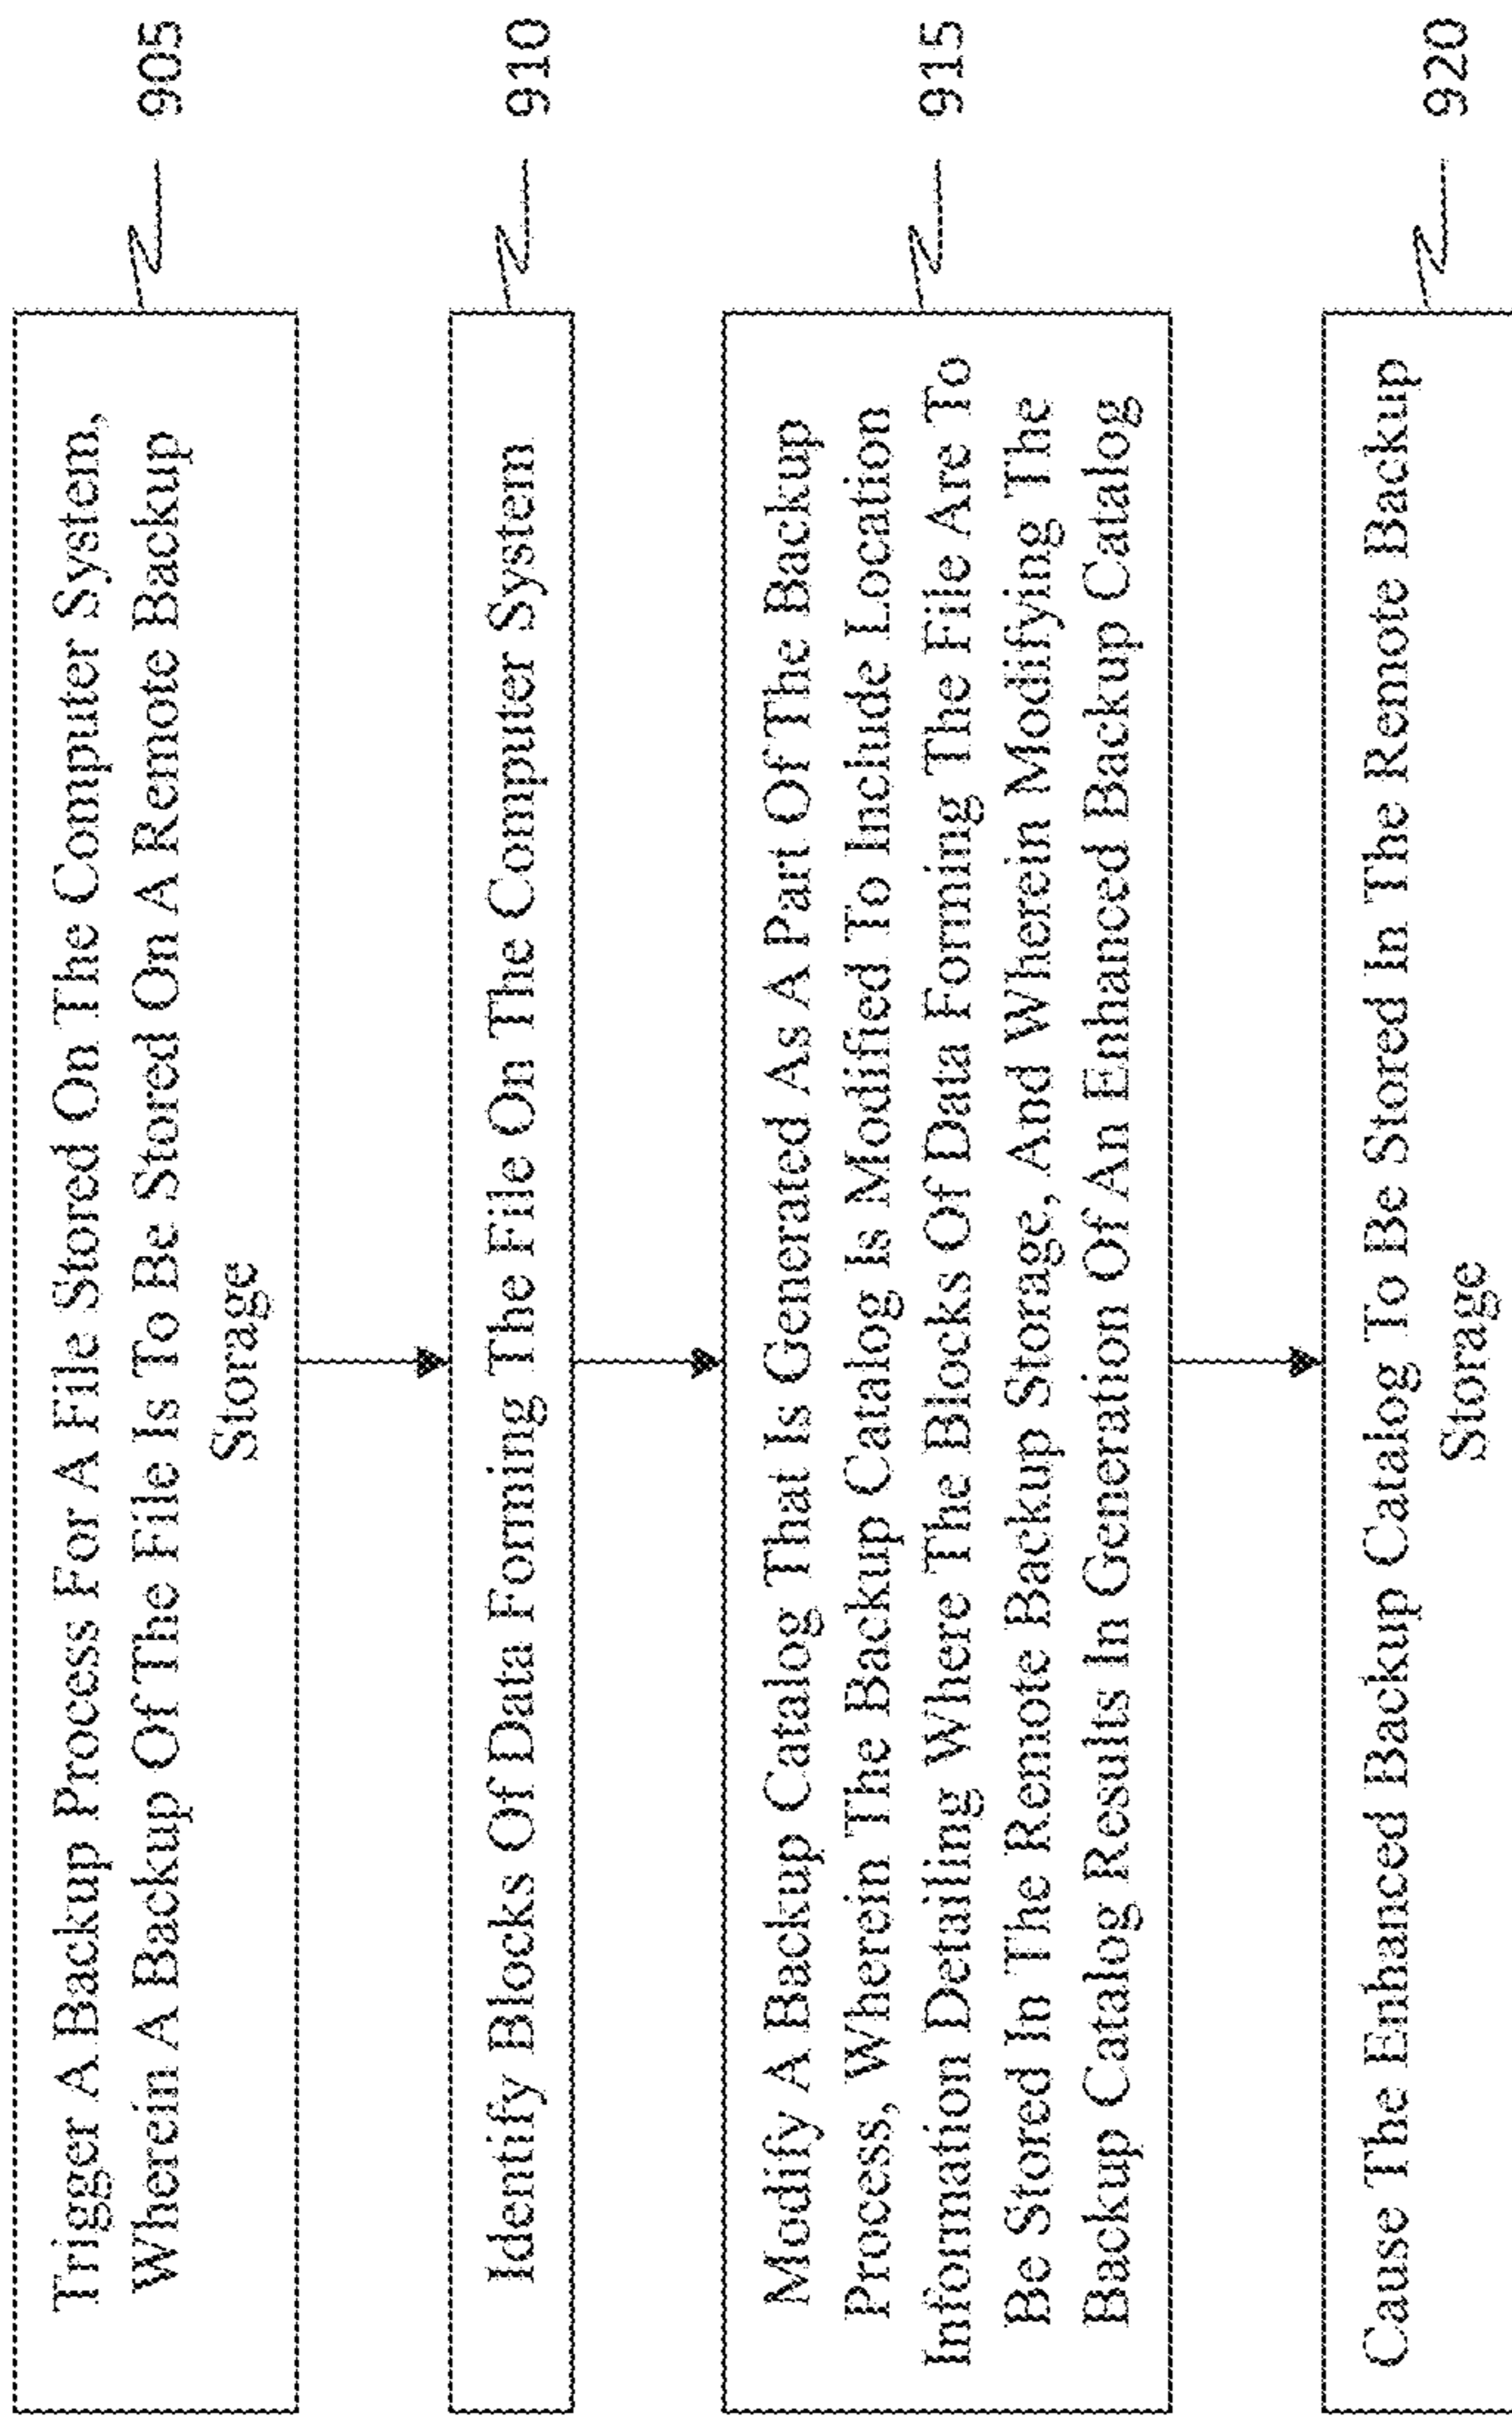 Trigger A Backup Process For A File Stored On The Computer System,
Wherein A Backup Of The File Is To Be Stored On A Remote Backup
Storage
905
Identify Blocks Of Data Forming The File On The Computer System
910
Modify A Backup Catalog That Is Generated As A Part Of The Backup
Process, Wherein The Backup Catalog Is Modified To Include Location
Information Detailing Where The Blocks Of Data Forming The File Are To
Be Stored In The Remote Backup Storage, And Wherein Modifying The
Backup Catalog Results In Generation Of An Enhanced Backup Catalog
915
Cause The Enhanced Backup Catalog To Be Stored In The Remote Backup
Storage
920